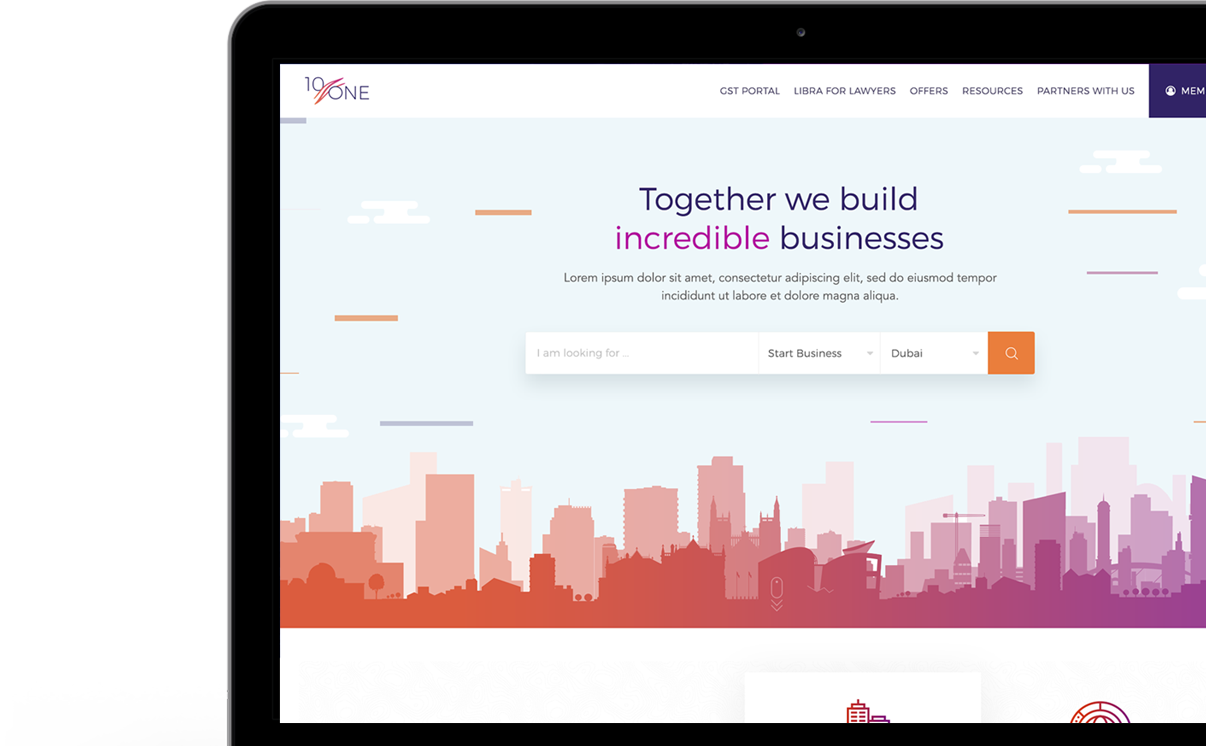 10/ONE
GST PORTAL LIBRA FOR LAWYERS OFFERS RESOURCES PARTNERS WITH US MEM
Together we build
incredible businesses
Lorem ipsum dolor sit amet, consectetur adipiscing elit, sed do eiusmod tempor
incididunt ut labore et dolore magna aliqua.
I am looking for ... Start Business Dubai